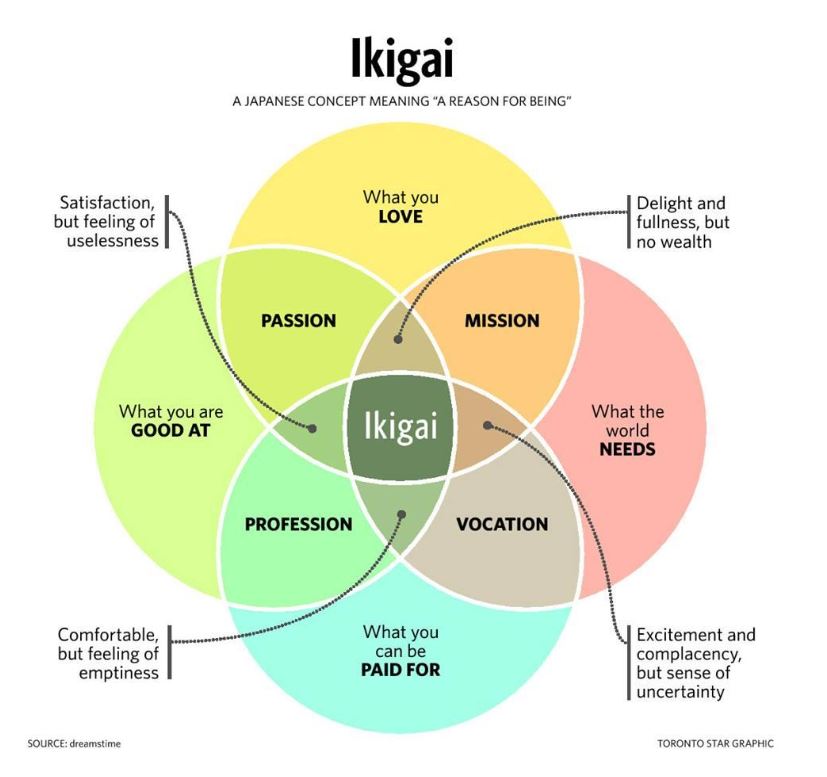 Ikigai
A JAPANESE CONCEPT MEANING "A REASON FOR BEING"
What you
LOVE
Satisfaction,
but feeling of
uselessness
Delight and
fullness, but
no wealth
PASSION
MISSION
What you are
GOOD AT
Ikigai
What the
world
NEEDS
PROFESSION
VOCATION
What you
can be
PAID FOR
Comfortable,
but feeling of
emptiness
Excitement and
complacency,
but sense of
uncertainty
SOURCE: dreamstime
TORONTO STAR GRAPHIC